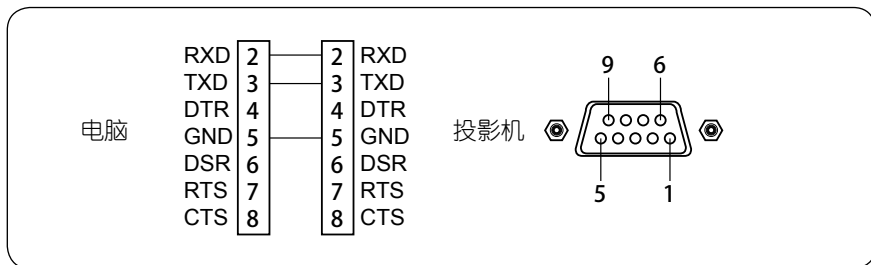 RXD 2 2 RXD
TXD 3 3 TXD
DTR 4 4 DTR
GND 5 5 GND
DSR 6 6 DSR
RTS 7 7 RTS
CTS 8 8 CTS
电脑
投影机
9 6
5 1